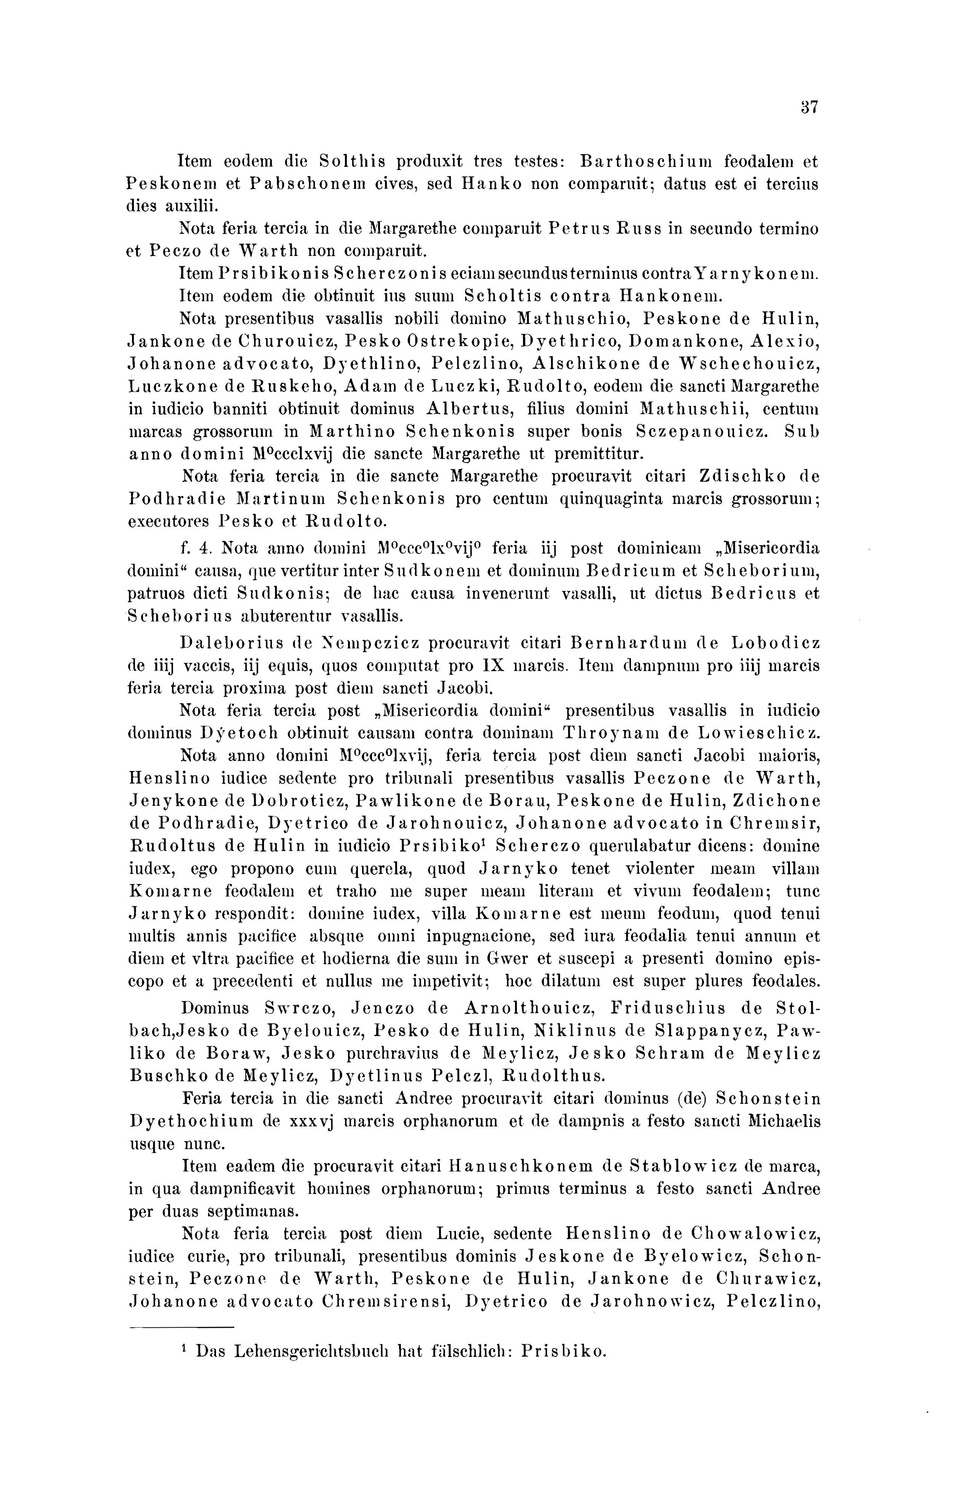 37
Item eodem die Solthis produxit tres testes: Barthoschium feodalem et
Peskonem et Pabschonem cives, sed Hanko non comparuit; datus est ei tercius
dies auxilii.
Nota feria tercia in die Margarethe comparuit Petrus Russ in secundo termino
et Peczo de Warth non comparuit.
Item Prsibikonis Scherczonis eciam secundus terminus contra Yarnykonem.
Item eodem die obtinuit ius suum Scholtis contra Hankonem.
Nota presentibus vasallis nobili domino Mathuschio, Peskone de Hulin,
Jankone de Churouicz, Pesko Ostrekopie, Dyethrico, Domankone, Alexio,
Johanone advocato, Dyethlino, Pelczlino, Alschikone de Wschechouicz,
Luczkone de Ruskeho, Adam de Luczki, Rudolto, eodem die sancti Margarethe
in iudicio banniti obtinuit dominus Albertus, filius domini Mathuschii, centum
marcas grossorum in Marthino Schenkonis super bonis Sczepanouicz. Sub
anno domini M⁰ccclxvij die sancte Margarethe ut premittitur.
Nota feria tercia in die sancte Margarethe procuravit citari Zdischko de
Podhradie Martinum Schenkonis pro centum quinquaginta marcis grossorum;
executores Pesko et Rudolto.
f. 4. Nota anno domini M⁰ccc⁰lx⁰vij⁰ feria iij post dominicam „Misericordia
domini“ causa, que vertitur inter Sudkonem et dominum Bedricum et Scheborium,
patruos dicti Sudkonis; de hac causa invenerunt vasalli, ut dictus Bedricus et
Scheborius abuterentur vasallis.
Daleborius de Nempczicz procuravit citari Bernhardum de Lobodicz
de iiij vaccis, iij equis, quos computat pro IX marcis. Item dampnum pro iiij marcis
feria tercia proxima post diem sancti Jacobi.
Nota feria tercia post „Misericordia domini“ presentibus vasallis in iudicio
dominus Dýetoch obtinuit causam contra dominam Throynam de Lowieschicz.
Nota anno domini M⁰ccc⁰lxvij, feria tercia post diem sancti Jacobi maioris,
Henslino iudice sedente pro tribunali presentibus vasallis Peczone de Warth,
Jenykone de Dobroticz, Pawlikone de Borau, Peskone de Hulin, Zdichone
de Podhradie, Dyetrico de Jarohnouicz, Johanone advocato in Chremsir,
Rudoltus de Hulin in iudicio Prsibiko¹ Scherczo querulabatur dicens: domine
iudex, ego propono cum querela, quod Jarnyko tenet violenter meam villam
Komarne feodalem et traho me super meam literam et vivum feodalem; tunc
Jarnyko respondit: domine iudex, villa Komarne est meum feodum, quod tenui
multis annis pacifice absque omni inpugnacione, sed iura feodalia tenui annum et
diem et vltra pacifice et hodierna die sum in Gwer et suscepi a presenti domino epis-
copo et a precedenti et nullus me impetivit; hoc dilatum est super plures feodales.
Dominus Swrczo, Jenczo de Arnolthouicz, Friduschius de Stol-
bach,Jesko de Byelouicz, Pesko de Hulin, Niklinus de Slappanycz, Paw-
liko de Boraw, Jesko purchravius de Meylicz, Jesko Schram de Meylicz
Buschko de Meylicz, Dyetlinus Pelczl, Rudolthus.
Feria tercia in die sancti Andree procuravit citari dominus (de) Schonstein
Dyethochium de xxxvj marcis orphanorum et de dampnis a festo sancti Michaelis
usque nunc.
Item eadem die procuravit citari Hanuschkonem de Stablowicz de marca,
in qua dampnificavit homines orphanorum; primus terminus a festo sancti Andree
per duas septimanas.
Nota feria tercia post diem Lucie, sedente Henslino de Chowalowicz,
iudice curie, pro tribunali, presentibus dominis Jeskone de Byelowicz, Schon-
stein, Peczone de Warth, Peskone de Hulin, Jankone de Churawicz,
Johanone advocato Chremsirensi, Dyetrico de Jarohnowicz, Pelczlino,
¹ Das Lehensgerichtsbuch hat fälschlich: Prisbiko.